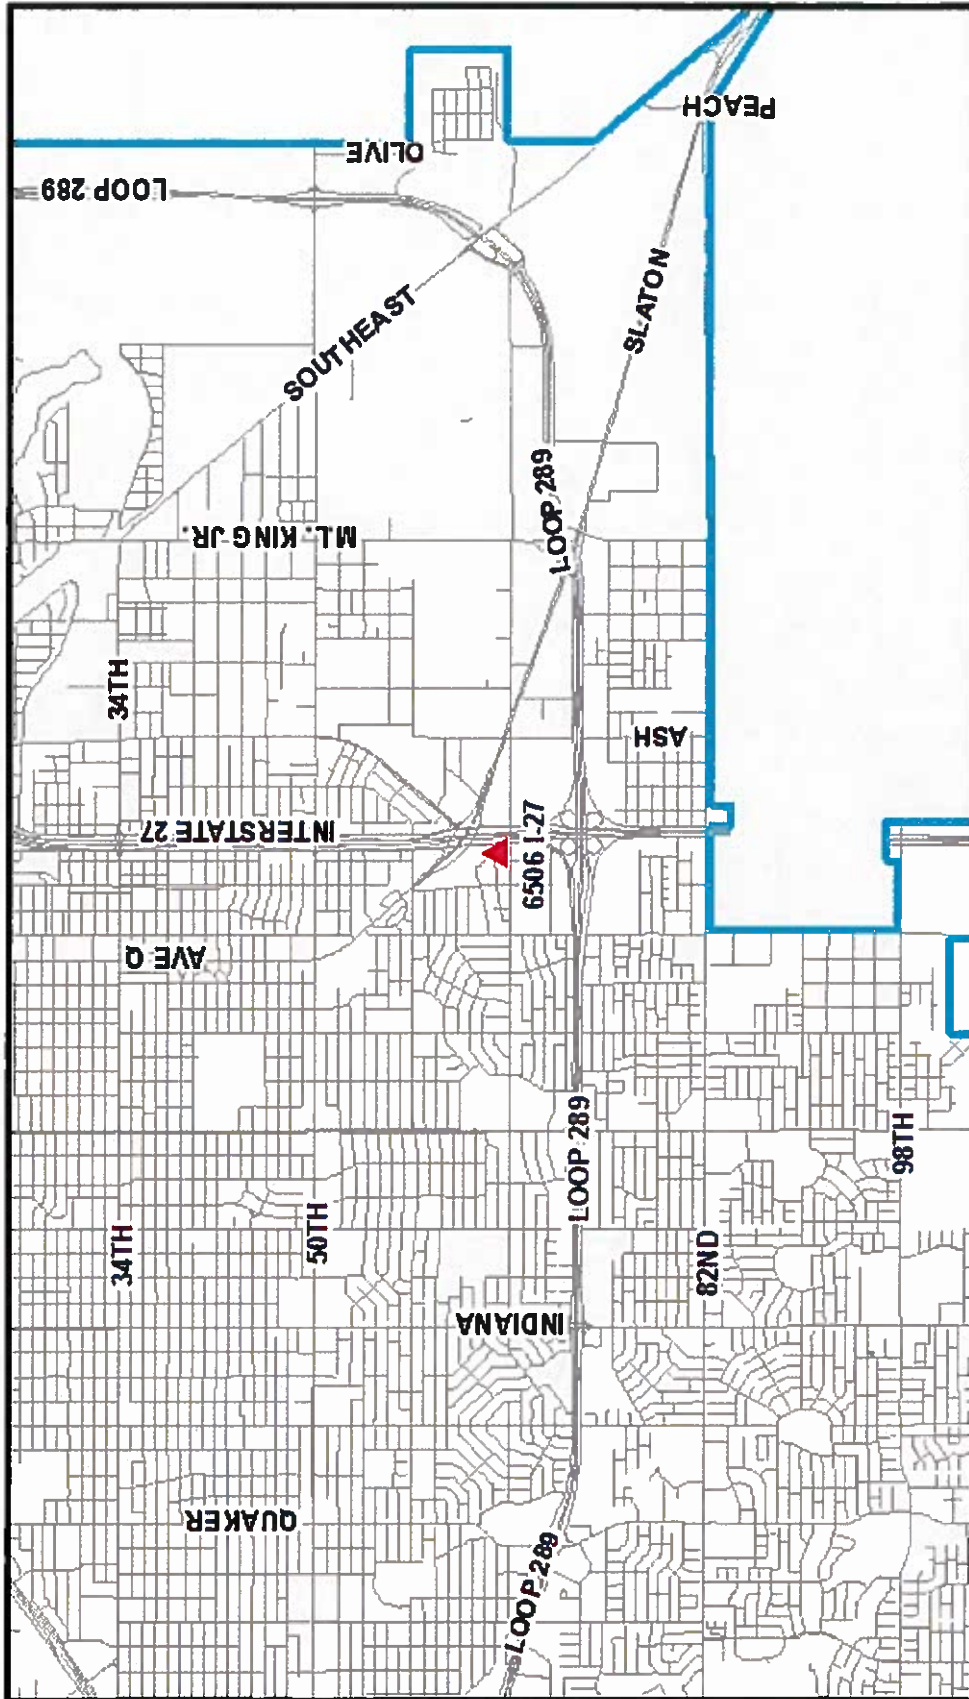 OLIVE
PEACH
LOOP 289
SOUTHEAST
SLATON
M.L. KING JR.
LOOP 289
34TH
ASH
INTERSTATE 27
6506 I-27
AVE Q
LOOP 289
98TH
34TH
50TH
82ND
INDIANA
QUAKER
LOOP 289